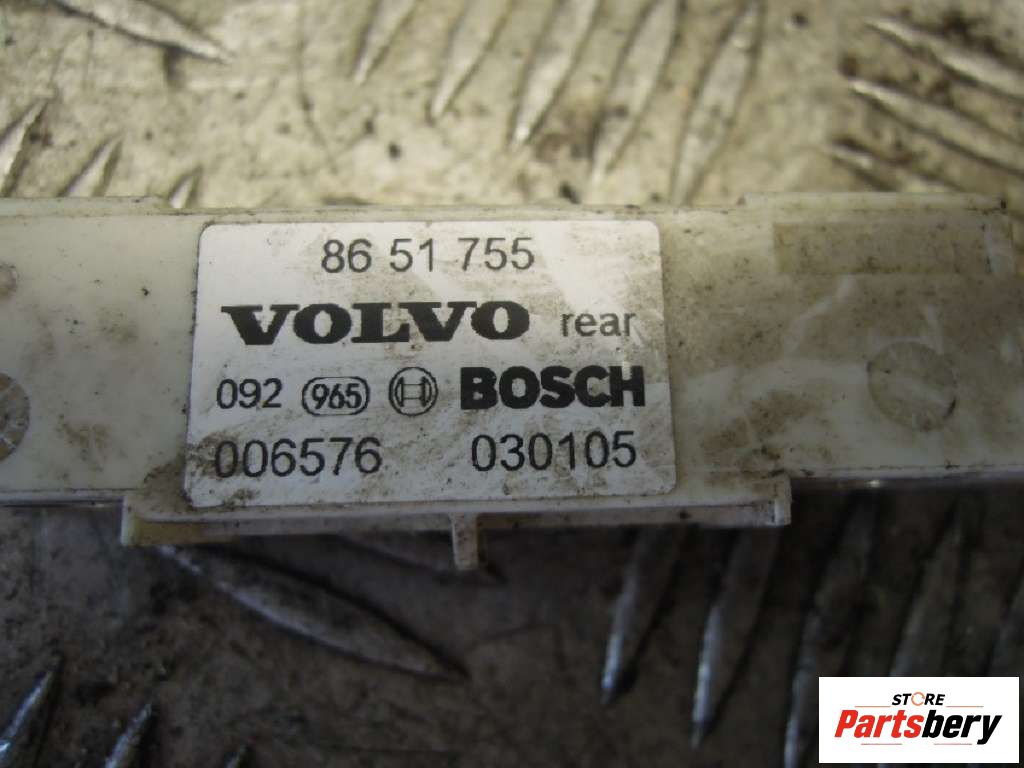 86 51 755
VOLVO rear
092 965 BOSCH
006576 030105
STORE
Partsbery